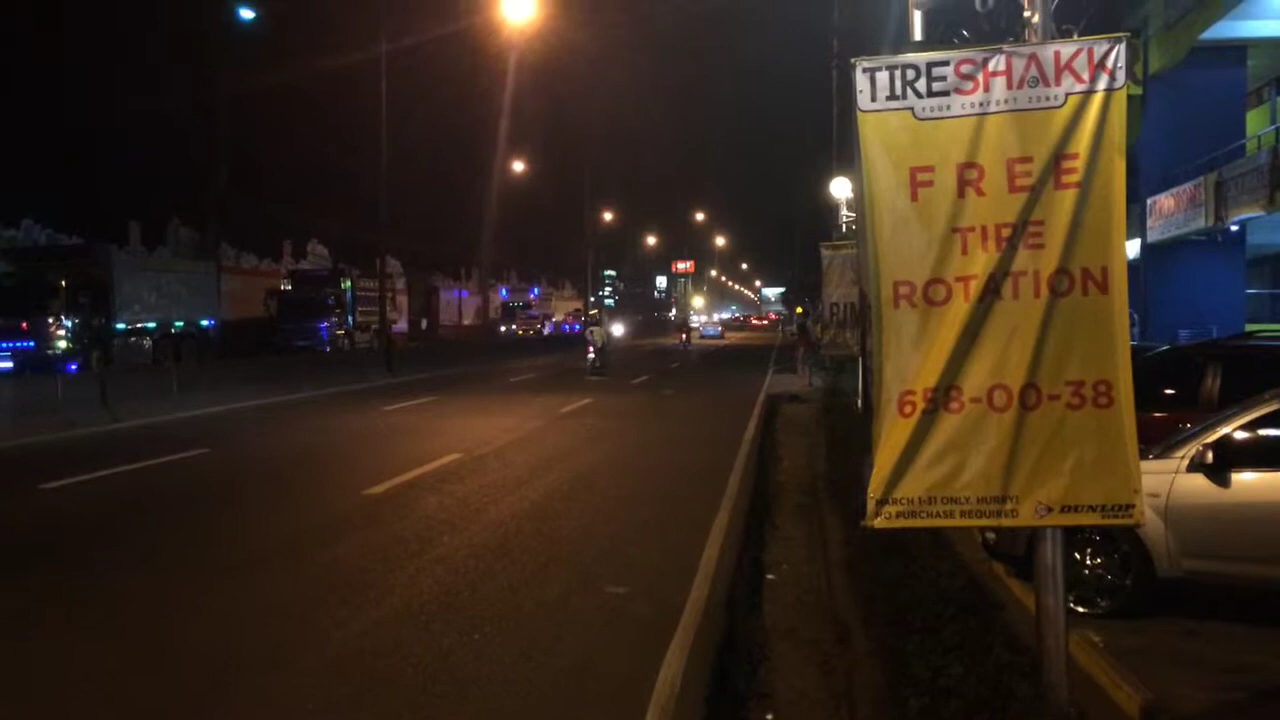 TIRESHAKK
YOUR COMFORT ZONE
FREE
TIRE
ROTATION
658-00-38
MARCH 1-31 ONLY. HURRY!
NO PURCHASE REQUIRED
DUNLOP
TIRES